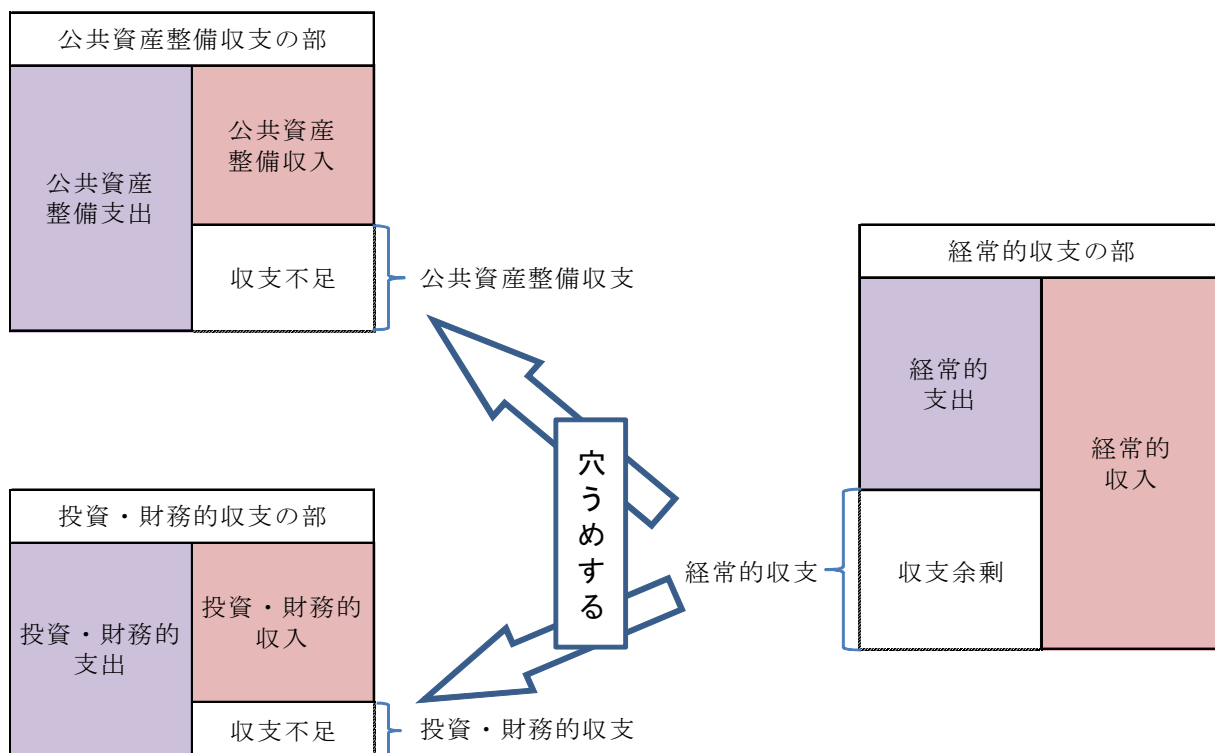 公共資産整備収支の部
公共資産
整備支出
公共資産
整備収入
収支不足
公共資産整備収支
投資・財務的収支の部
投資・財務的
支出
投資・財務的
収入
収支不足
投資・財務的収支
穴うめする
経常的収支の部
経常的
支出
経常的
収入
収支余剰
経常的収支